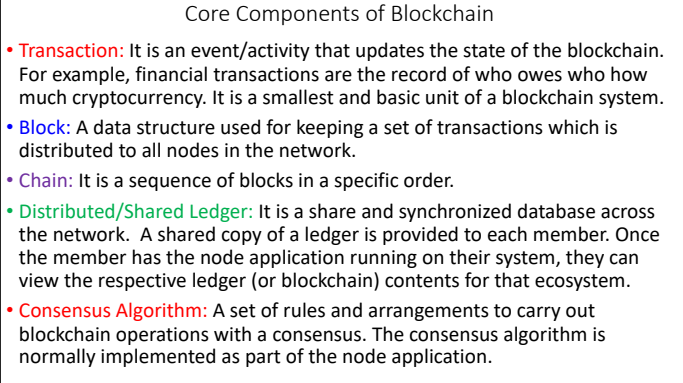 Core Components of Blockchain
• Transaction: It is an event/activity that updates the state of the blockchain.
For example, financial transactions are the record of who owes who how
much cryptocurrency. It is a smallest and basic unit of a blockchain system.
• Block: A data structure used for keeping a set of transactions which is
distributed to all nodes in the network.
• Chain: It is a sequence of blocks in a specific order.
• Distributed/Shared Ledger: It is a share and synchronized database across
the network.  A shared copy of a ledger is provided to each member. Once
the member has the node application running on their system, they can
view the respective ledger (or blockchain) contents for that ecosystem.
• Consensus Algorithm: A set of rules and arrangements to carry out
blockchain operations with a consensus. The consensus algorithm is
normally implemented as part of the node application.